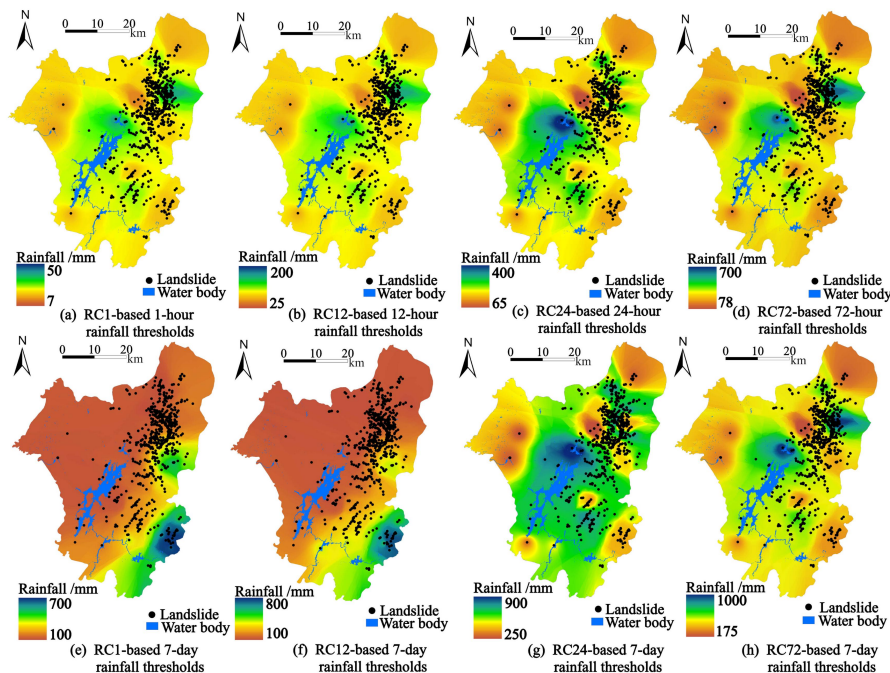 N
0 10 20
km
N
0 10 20
km
N
0 10 20
km
N
0 10 20
km
Rainfall /mm
50
7
Landslide
Water body
(a) RC1-based 1-hour
rainfall thresholds
Rainfall /mm
200
25
Landslide
Water body
(b) RC12-based 12-hour
rainfall thresholds
Rainfall /mm
400
65
Landslide
Water body
(c) RC24-based 24-hour
rainfall thresholds
Rainfall /mm
700
78
Landslide
Water body
(d) RC72-based 72-hour
rainfall thresholds
N
0 10 20
km
N
0 10 20
km
N
0 10 20
km
N
0 10 20
km
Rainfall /mm
700
100
Landslide
Water body
(e) RC1-based 7-day
rainfall thresholds
Rainfall /mm
800
100
Landslide
Water body
(f) RC12-based 7-day
rainfall thresholds
Rainfall /mm
900
250
Landslide
Water body
(g) RC24-based 7-day
rainfall thresholds
Rainfall /mm
1000
175
Landslide
Water body
(h) RC72-based 7-day
rainfall thresholds